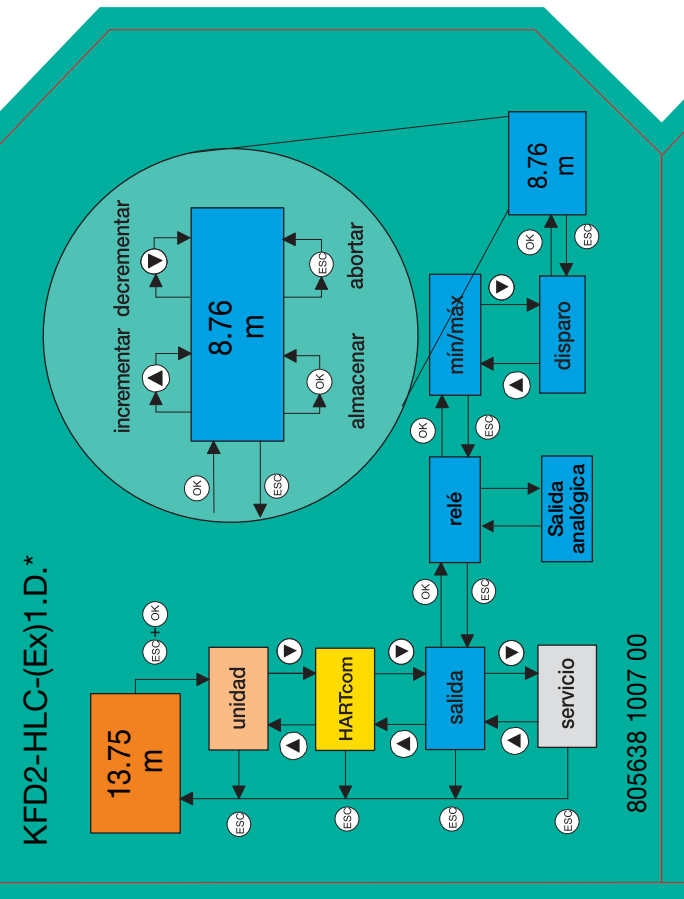 KFD2-HLC-(Ex)1.D.*
13.75
m
ESC + OK
unidad
HARTcom
salida
servicio
ESC
ESC
ESC
ESC
OK
ESC
relé
Salida
analógica
OK
ESC
mín/máx
disparo
OK
ESC
8.76
m
incrementar
decrementar
8.76
m
OK
ESC
OK
ESC
almacenar
abortar
805638 1007 00